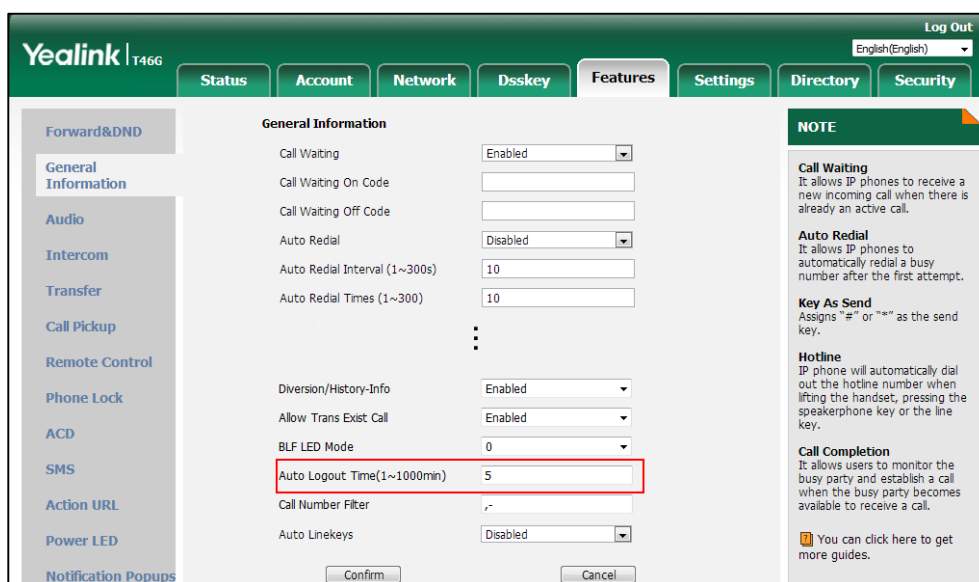 Log Out
Yealink T46G
English(English)
Status Account Network Dsskey Features Settings Directory Security
Forward&DND
General
Information
Audio
Intercom
Transfer
Call Pickup
Remote Control
Phone Lock
ACD
SMS
Action URL
Power LED
Notification Popups
General Information
Call Waiting Enabled
Call Waiting On Code
Call Waiting Off Code
Auto Redial Disabled
Auto Redial Interval (1~300s) 10
Auto Redial Times (1~300) 10
Diversion/History-Info Enabled
Allow Trans Exist Call Enabled
BLF LED Mode 0
Auto Logout Time(1~1000min) 5
Call Number Filter ,-
Auto Linekeys Disabled
Confirm Cancel
NOTE
Call Waiting
It allows IP phones to receive a
new incoming call when there is
already an active call.
Auto Redial
It allows IP phones to
automatically redial a busy
number after the first attempt.
Key As Send
Assigns "#" or "*" as the send
key.
Hotline
IP phone will automatically dial
out the hotline number when
lifting the handset, pressing the
speakerphone key or the line
key.
Call Completion
It allows users to monitor the
busy party and establish a call
when the busy party becomes
available to receive a call.
You can click here to get
more guides.